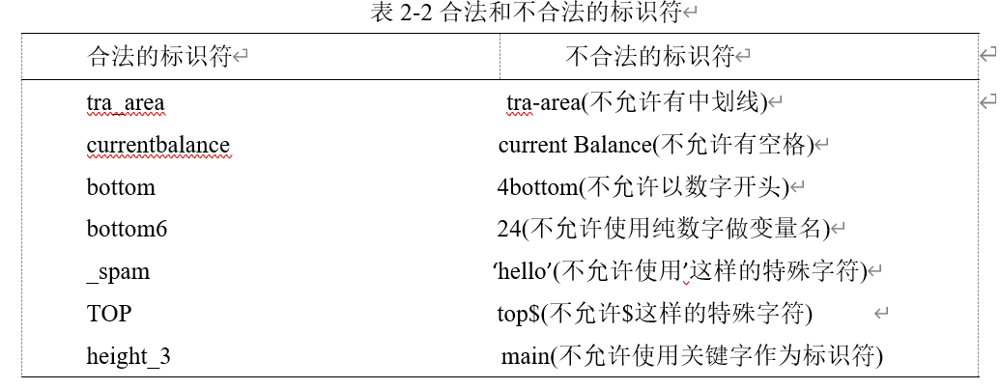 表 2-2 合法和不合法的标识符↵
合法的标识符↵ 不合法的标识符↵
tra_area tra-area(不允许有中划线)↵
currentbalance current Balance(不允许有空格)↵
bottom 4bottom(不允许以数字开头)↵
bottom6 24(不允许使用纯数字做变量名)↵
_spam ‘hello’(不允许使用’这样的特殊字符)↵
TOP top$(不允许$这样的特殊字符) ↵
height_3 main(不允许使用关键字作为标识符)